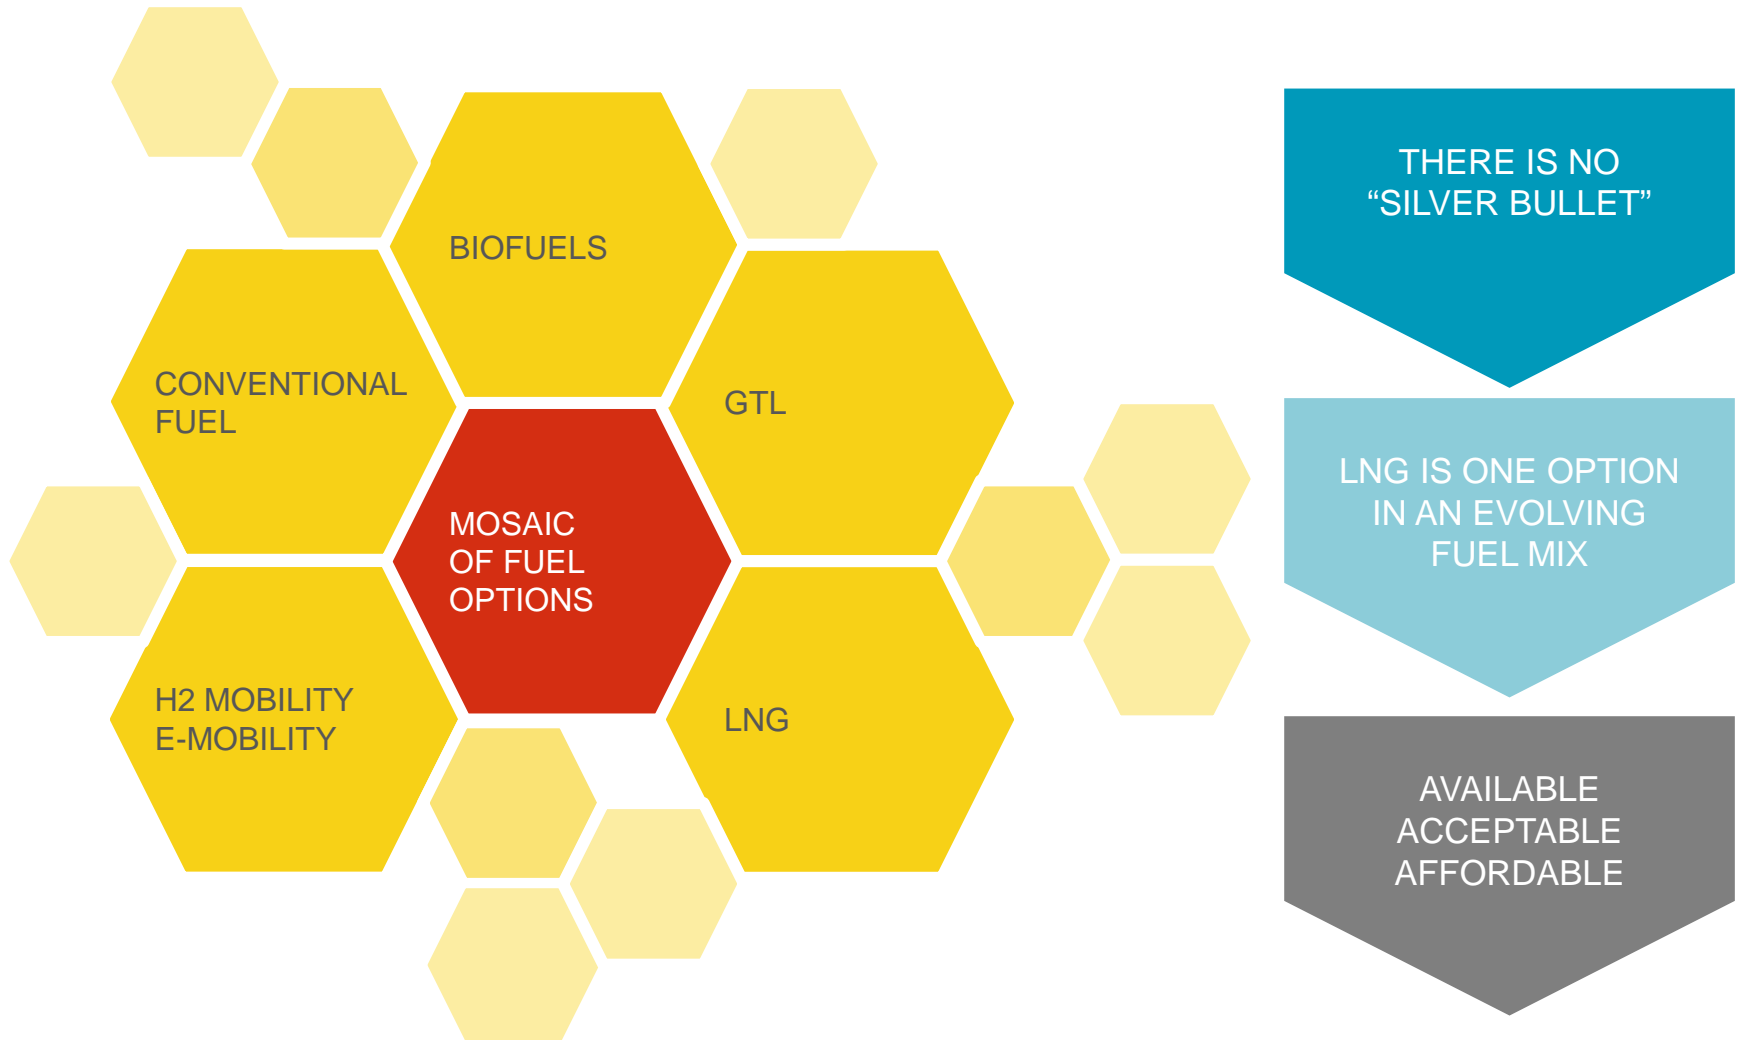 BIOFUELS
CONVENTIONAL
FUEL
GTL
MOSAIC
OF FUEL
OPTIONS
H2 MOBILITY
E-MOBILITY
LNG
THERE IS NO
“SILVER BULLET”
LNG IS ONE OPTION
IN AN EVOLVING
FUEL MIX
AVAILABLE
ACCEPTABLE
AFFORDABLE